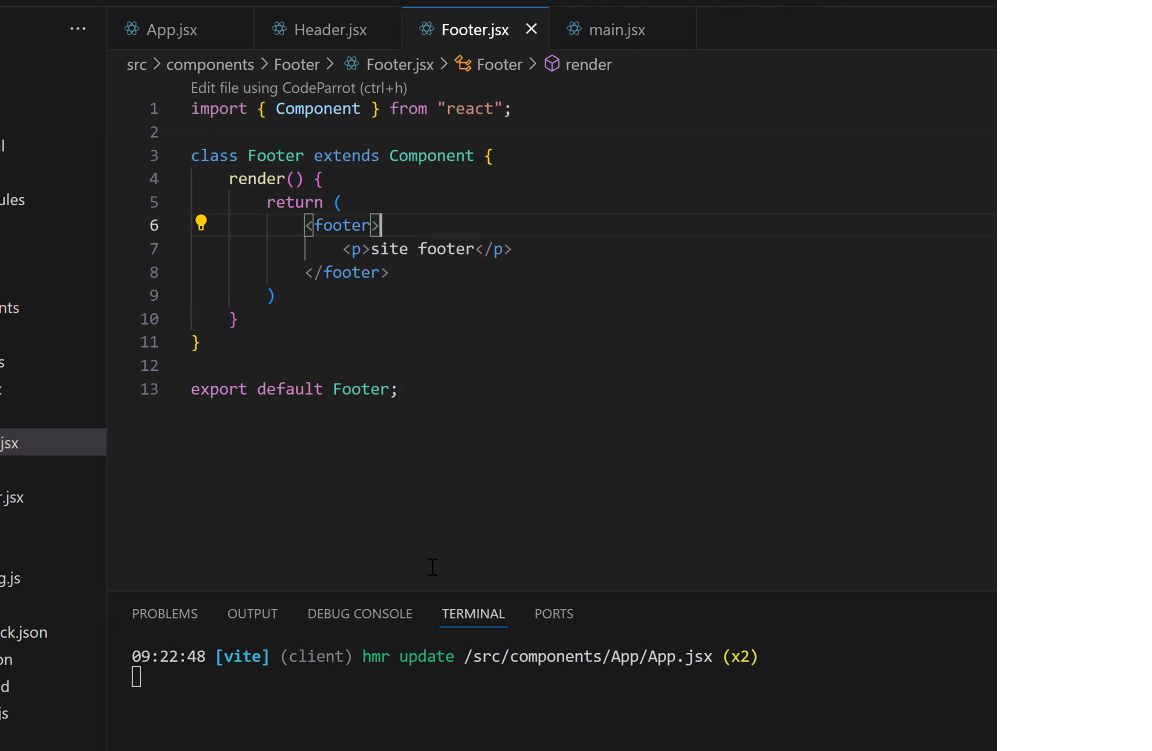 ...
App.jsx
Header.jsx
Footer.jsx
main.jsx
src > components > Footer > Footer.jsx > Footer > render
Edit file using CodeParrot (ctrl+h)
1 import { Component } from "react";
2
3 class Footer extends Component {
4 render() {
5 return (
6 <footer>
7 <p>site footer</p>
8 </footer>
9 )
10 }
11 }
12
13 export default Footer;
l
ules
nts
s
jsx
r.jsx
g.js
ck.json
on
d
js
PROBLEMS OUTPUT DEBUG CONSOLE TERMINAL PORTS
09:22:48 [vite] (client) hmr update /src/components/App/App.jsx (x2)